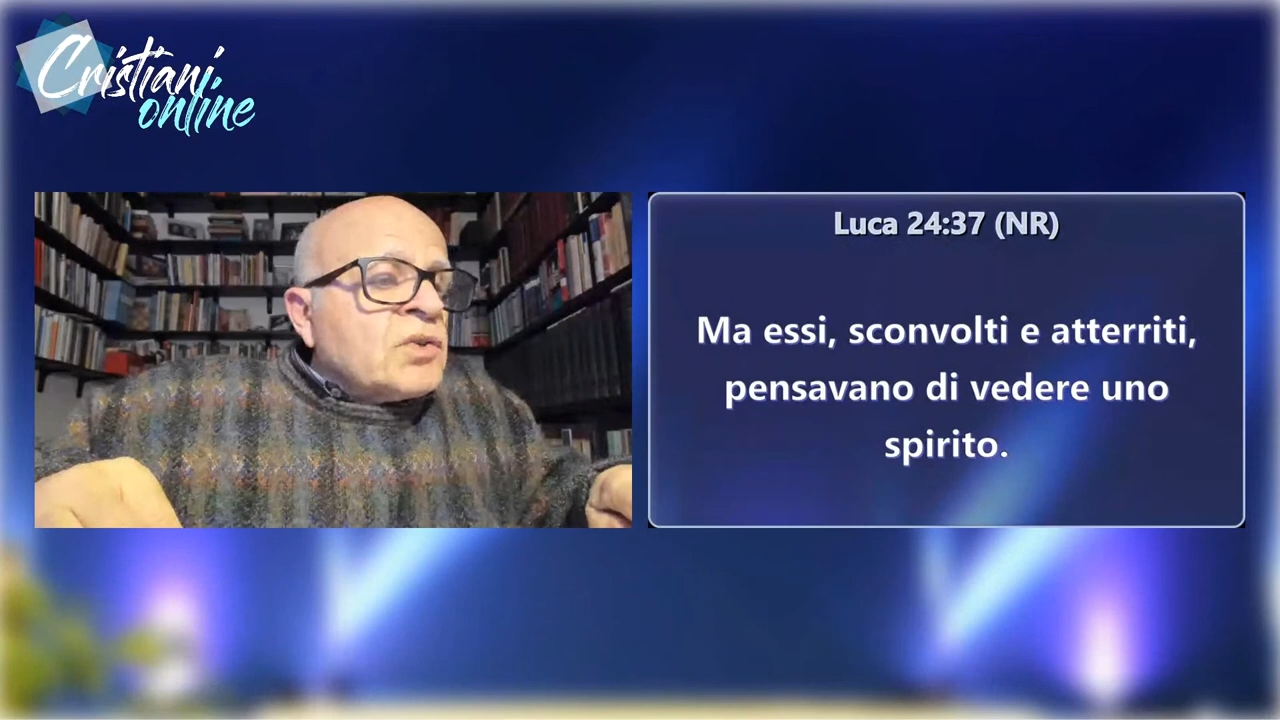 Cristiani
online
Luca 24:37 (NR)
Ma essi, sconvolti e atterriti,
pensavano di vedere uno
spirito.